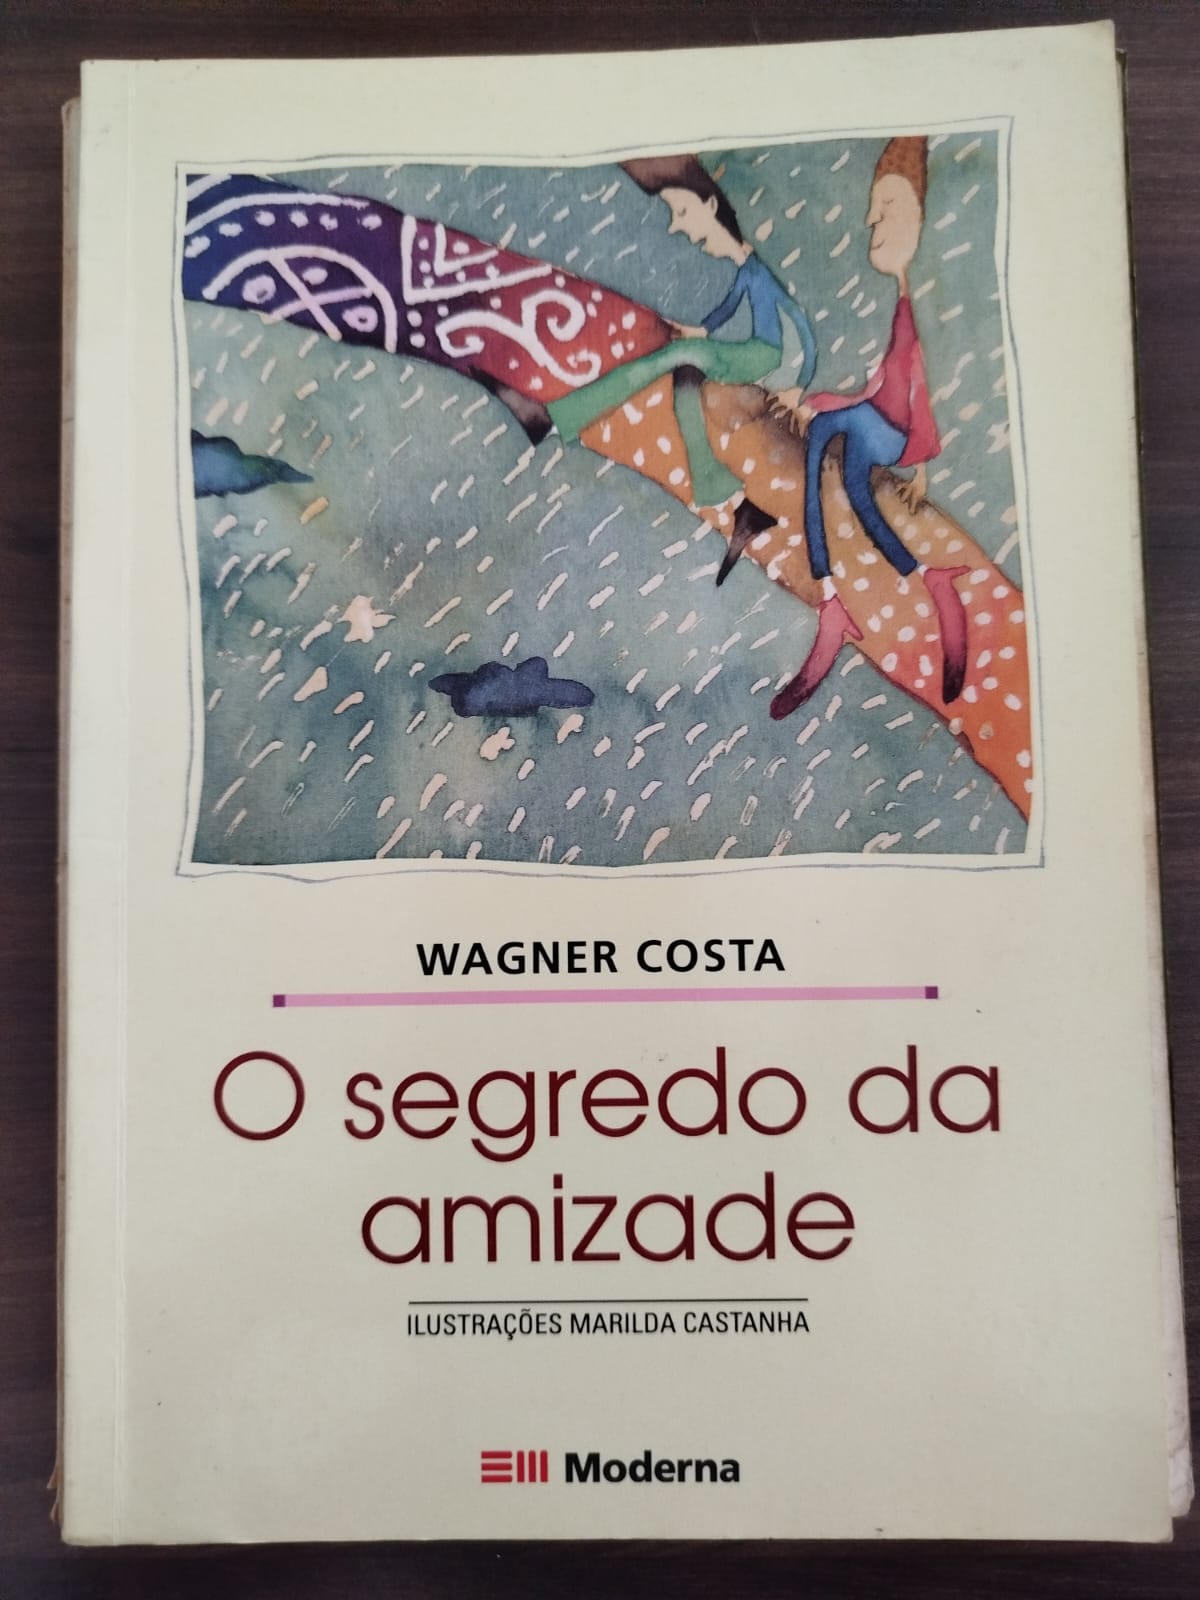 WAGNER COSTA
O segredo da
amizade
ILUSTRAÇÕES MARILDA CASTANHA
Moderna